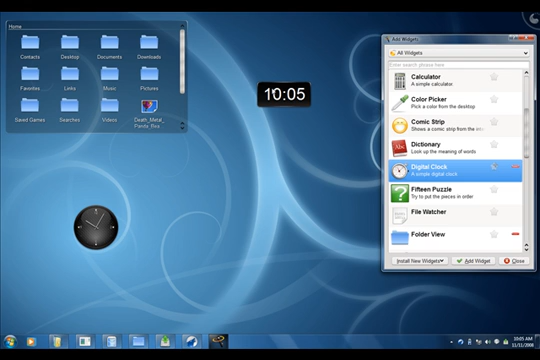 Home
Contacts
Desktop
Documents
Downloads
Favorites
Links
Music
Pictures
Saved Games
Searches
Videos
Death_Metal_
Panda_Rea...
10:05
Add Widgets
All Widgets
Enter search phrase here
Calculator
A simple calculator
Color Picker
Pick a color from the desktop
Comic Strip
Shows a comic strip from the
Dictionary
Look up the meaning of words
Digital Clock
A simple digital clock
Fifteen Puzzle
Try to put the pieces in order
File Watcher
Folder View
Install New Widgets
Add Widget
Close
10:05 AM
11/11/2008